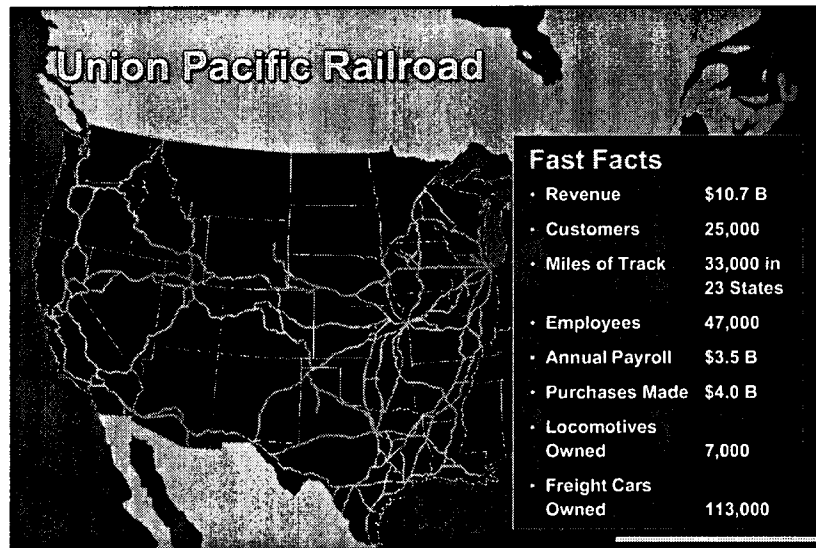 Union Pacific Railroad
Fast Facts
• Revenue $10.7 B
• Customers 25,000
• Miles of Track 33,000 in
23 States
• Employees 47,000
• Annual Payroll $3.5 B
• Purchases Made $4.0 B
• Locomotives
Owned 7,000
• Freight Cars
Owned 113,000